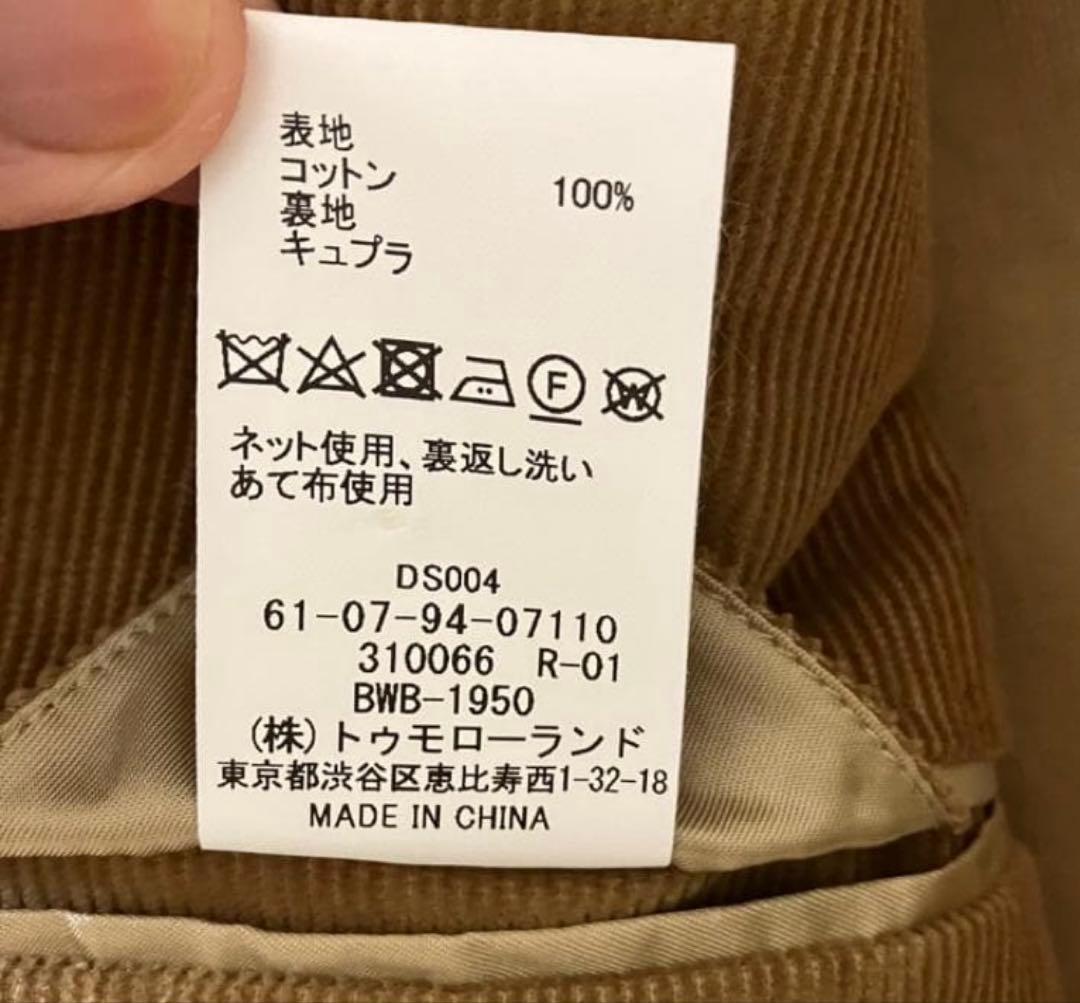 表地
コットン 100%
裏地
キュプラ
F
W
ネット使用、裏返し洗い
あて布使用
DS004
61-07-94-07110
310066 R-01
BWB-1950
(株)トゥモローランド
東京都渋谷区恵比寿西1-32-18
MADE IN CHINA